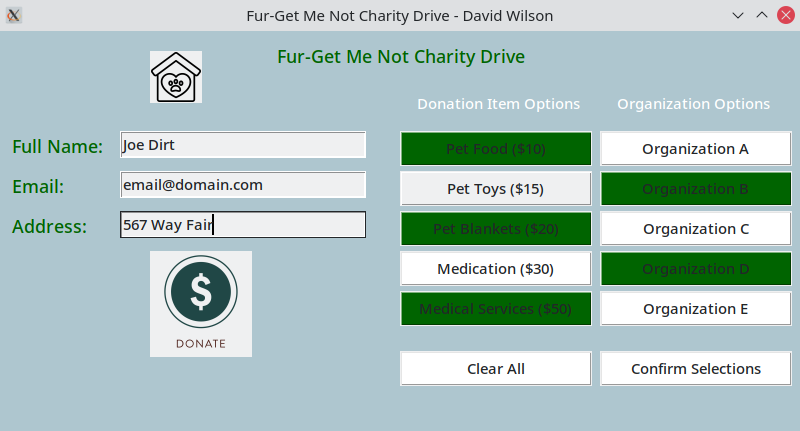 Fur-Get Me Not Charity Drive - David Wilson
Fur-Get Me Not Charity Drive
Donation Item Options
Organization Options
Full Name:
Joe Dirt
Email:
email@domain.com
Address:
567 Way Fair
$
DONATE
Pet Food ($10)
Organization A
Pet Toys ($15)
Organization B
Pet Blankets ($20)
Organization C
Medication ($30)
Organization D
Medical Services ($50)
Organization E
Clear All
Confirm Selections